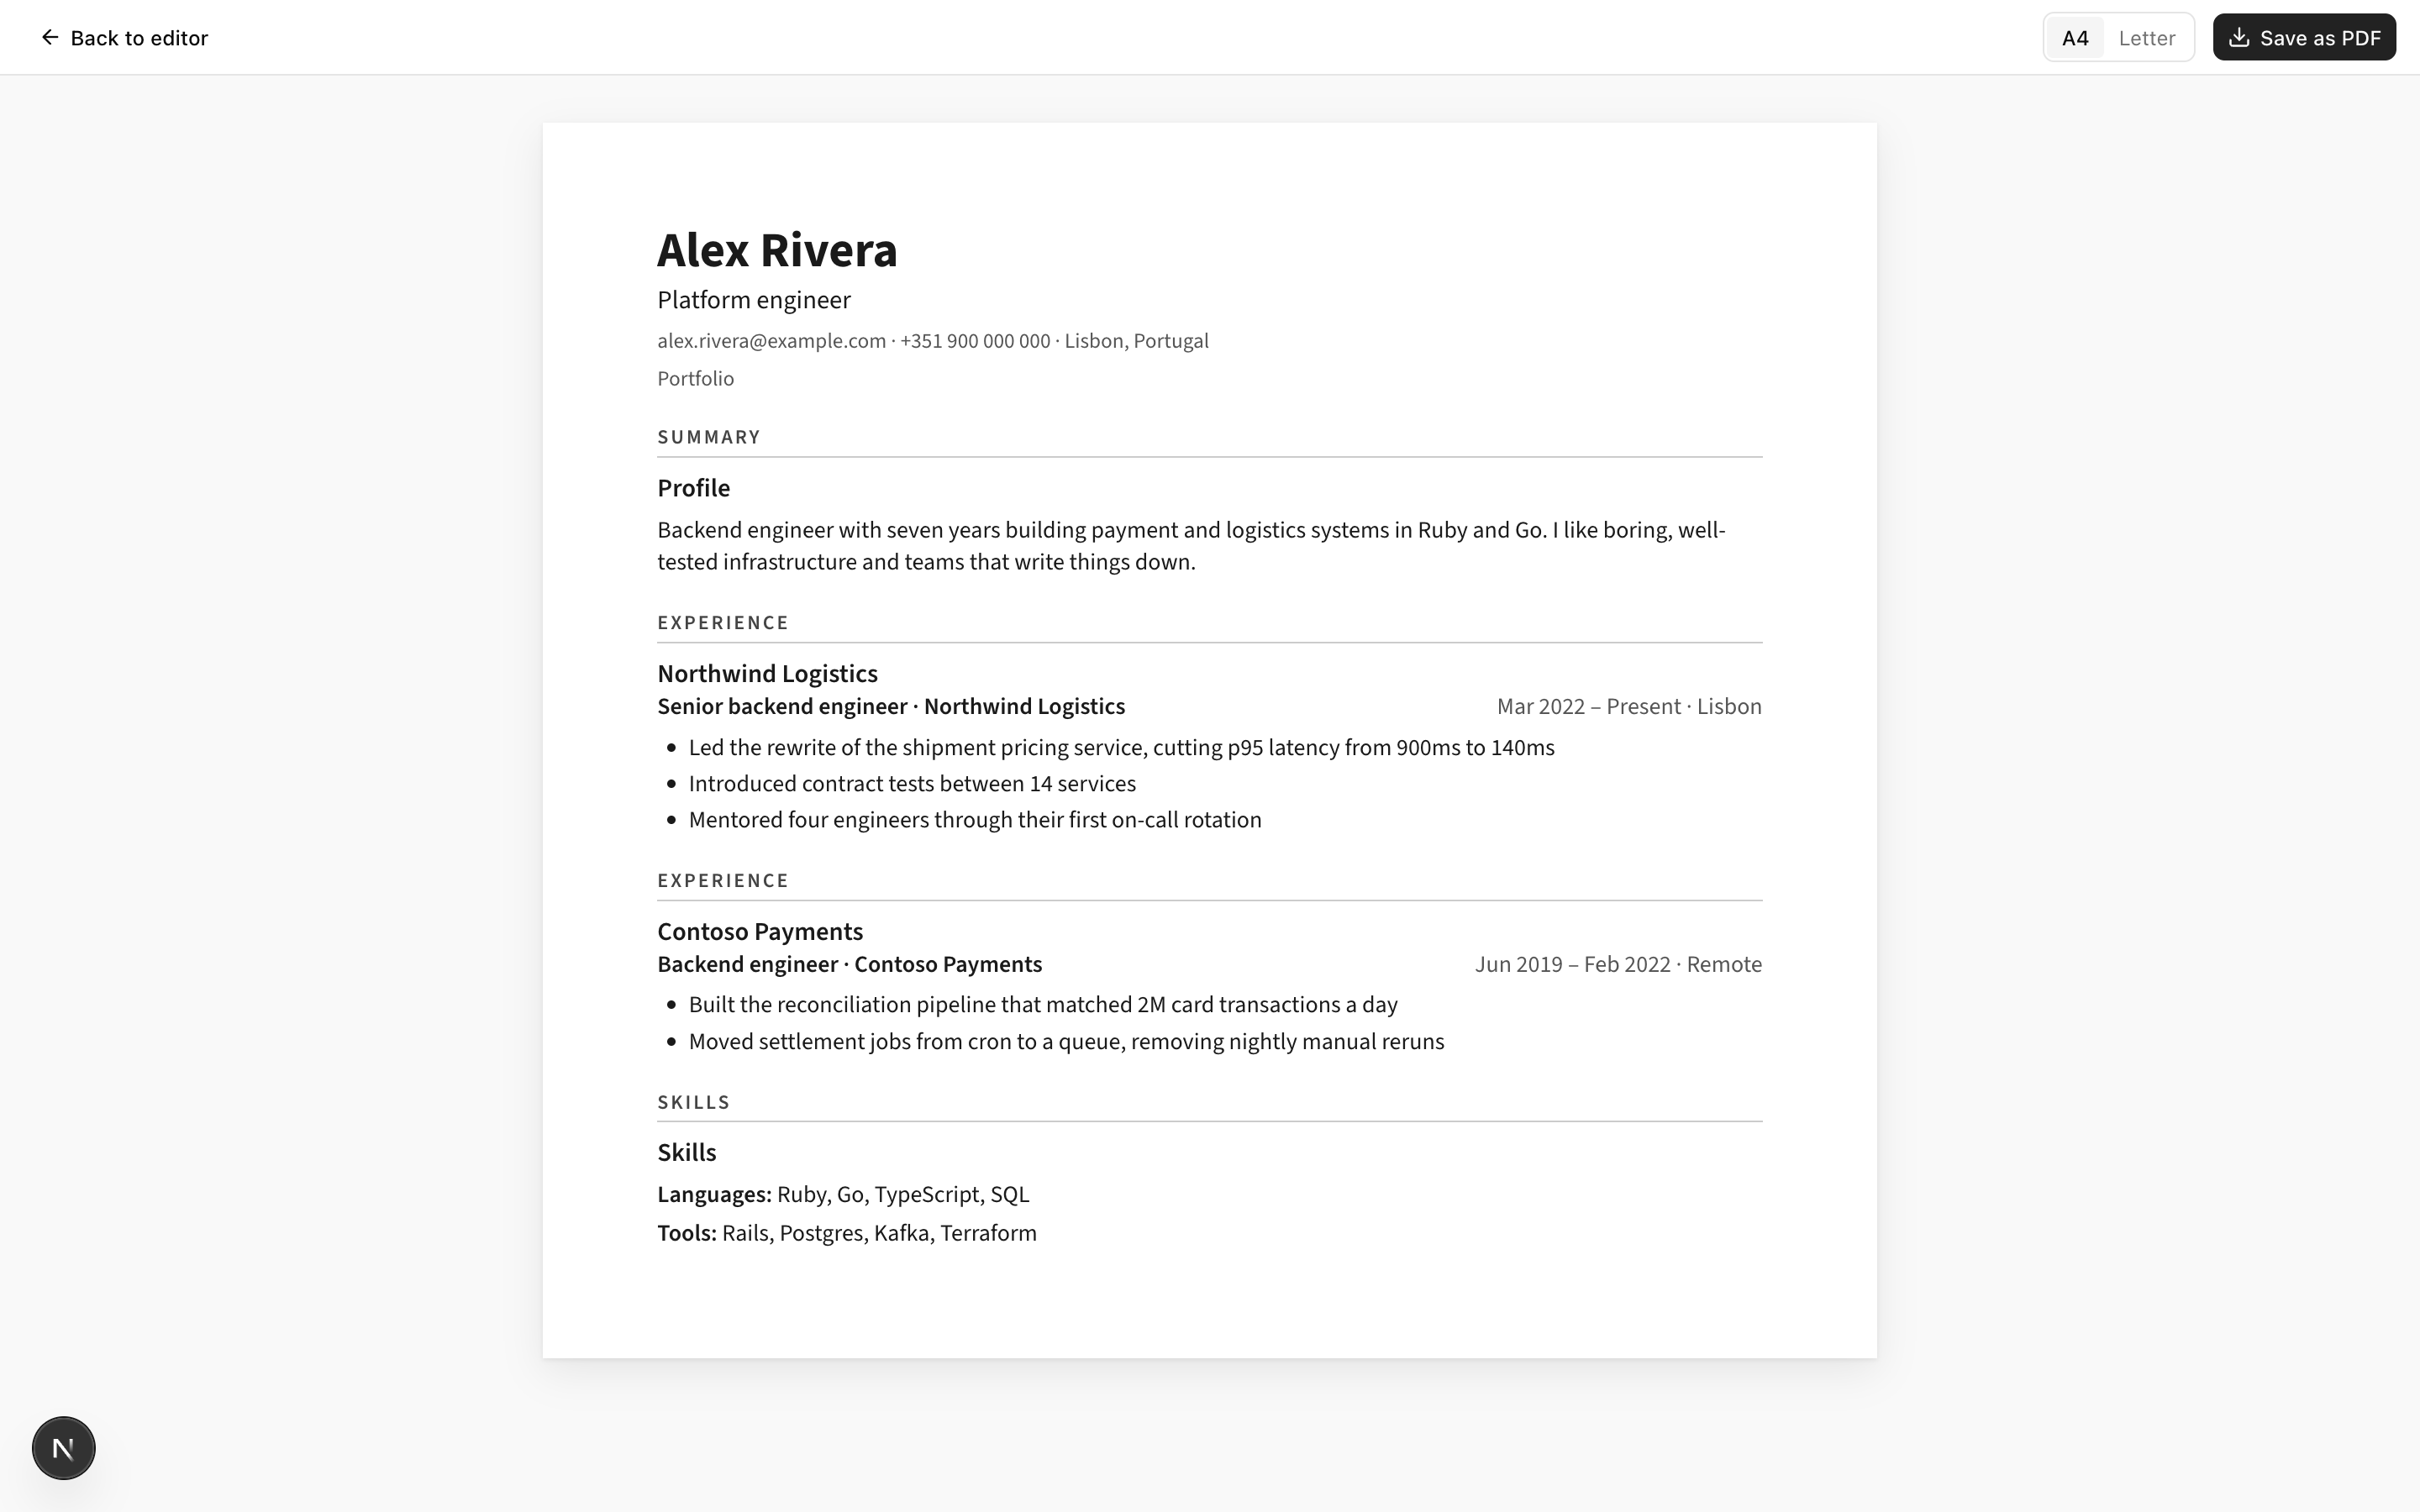 Back to editor
A4
Letter
Save as PDF
Alex Rivera
Platform engineer
alex.rivera@example.com · +351 900 000 000 · Lisbon, Portugal
Portfolio
SUMMARY
Profile
Backend engineer with seven years building payment and logistics systems in Ruby and Go. I like boring, well-
tested infrastructure and teams that write things down.
EXPERIENCE
Northwind Logistics
Senior backend engineer · Northwind Logistics
Mar 2022 – Present · Lisbon
• Led the rewrite of the shipment pricing service, cutting p95 latency from 900ms to 140ms
• Introduced contract tests between 14 services
• Mentored four engineers through their first on-call rotation
EXPERIENCE
Contoso Payments
Backend engineer · Contoso Payments
Jun 2019 – Feb 2022 · Remote
• Built the reconciliation pipeline that matched 2M card transactions a day
• Moved settlement jobs from cron to a queue, removing nightly manual reruns
SKILLS
Skills
Languages: Ruby, Go, TypeScript, SQL
Tools: Rails, Postgres, Kafka, Terraform
N